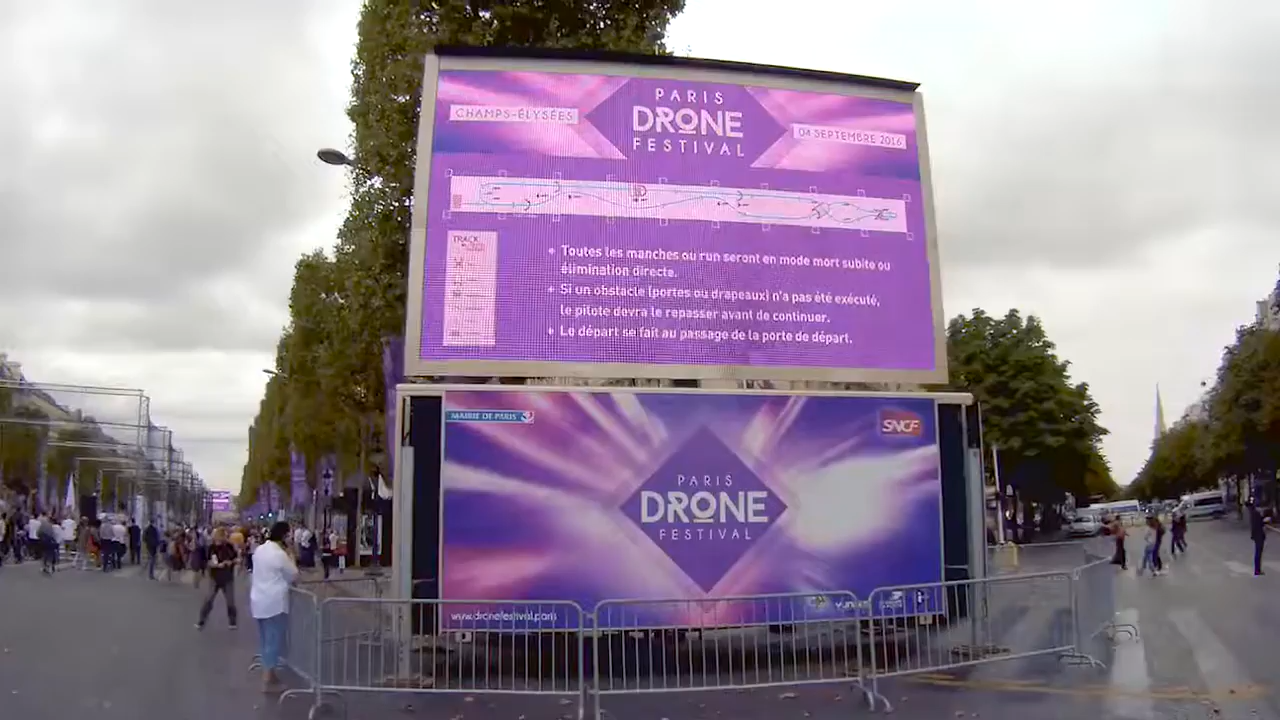 PARIS
DRONE
FESTIVAL
CHAMPS-ÉLYSÉES
04 SEPTEMBRE 2016
TRACK
• Toutes les manches ou run seront en mode mort subite ou
élimination directe.
• Si un obstacle (portes ou drapeaux) n'a pas été exécuté,
le pilote devra le repasser avant de continuer.
• Le départ se fait au passage de la porte de départ.
MAIRIE DE PARIS
SNCF
PARIS
DRONE
FESTIVAL
www.dronefestival.paris